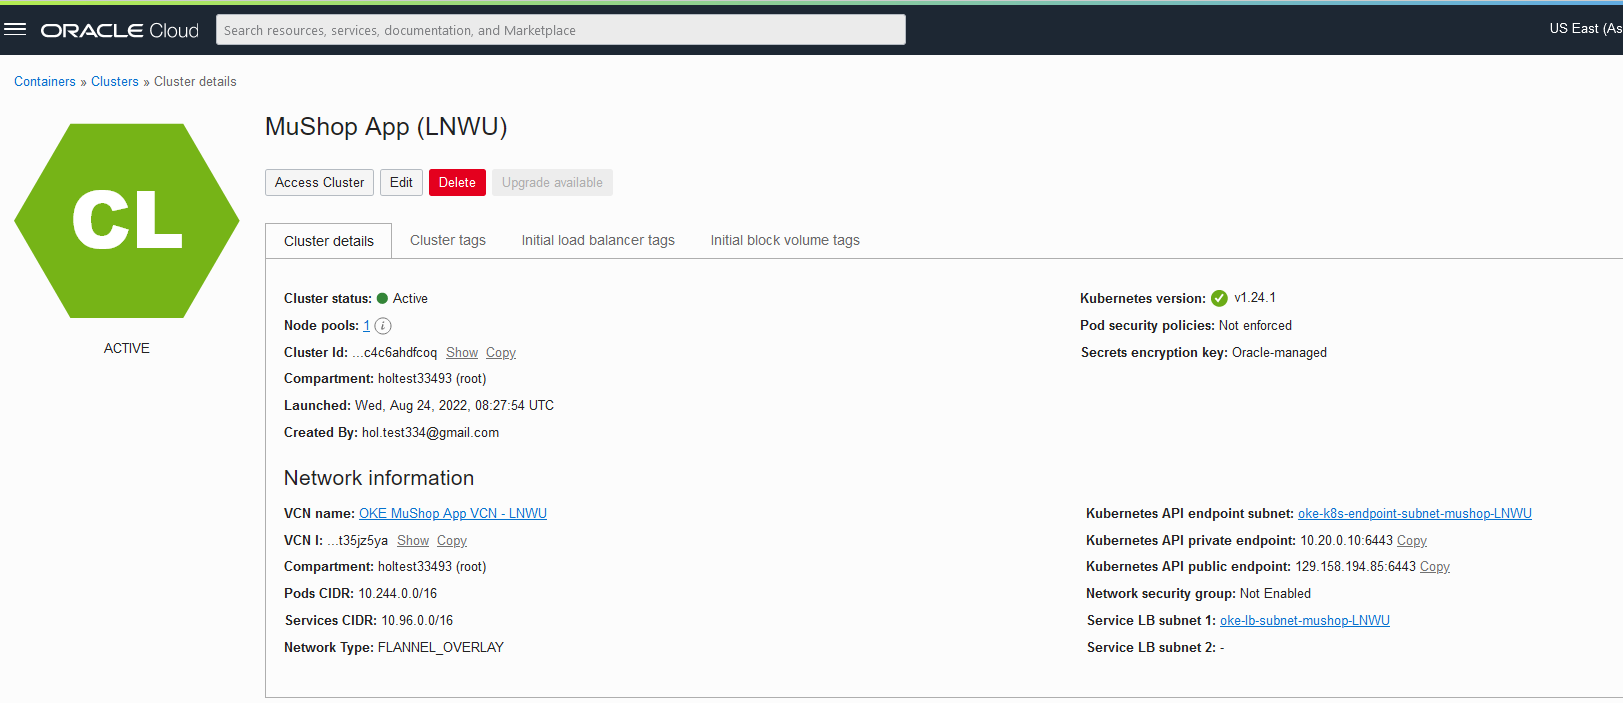 ORACLE Cloud
Search resources, services, documentation, and Marketplace
US East (As
Containers » Clusters » Cluster details
CL
ACTIVE
MuShop App (LNWU)
Access Cluster Edit Delete Upgrade available
Cluster details Cluster tags Initial load balancer tags Initial block volume tags
Cluster status: Active
Node pools: 1 i
Cluster Id: ...c4c6ahdfcoq Show Copy
Compartment: holtest33493 (root)
Launched: Wed, Aug 24, 2022, 08:27:54 UTC
Created By: hol.test334@gmail.com
Kubernetes version: v1.24.1
Pod security policies: Not enforced
Secrets encryption key: Oracle-managed
Network information
VCN name: OKE MuShop App VCN - LNWU
VCN I: ...t35jz5ya Show Copy
Compartment: holtest33493 (root)
Pods CIDR: 10.244.0.0/16
Services CIDR: 10.96.0.0/16
Network Type: FLANNEL_OVERLAY
Kubernetes API endpoint subnet: oke-k8s-endpoint-subnet-mushop-LNWU
Kubernetes API private endpoint: 10.20.0.10:6443 Copy
Kubernetes API public endpoint: 129.158.194.85:6443 Copy
Network security group: Not Enabled
Service LB subnet 1: oke-lb-subnet-mushop-LNWU
Service LB subnet 2: -